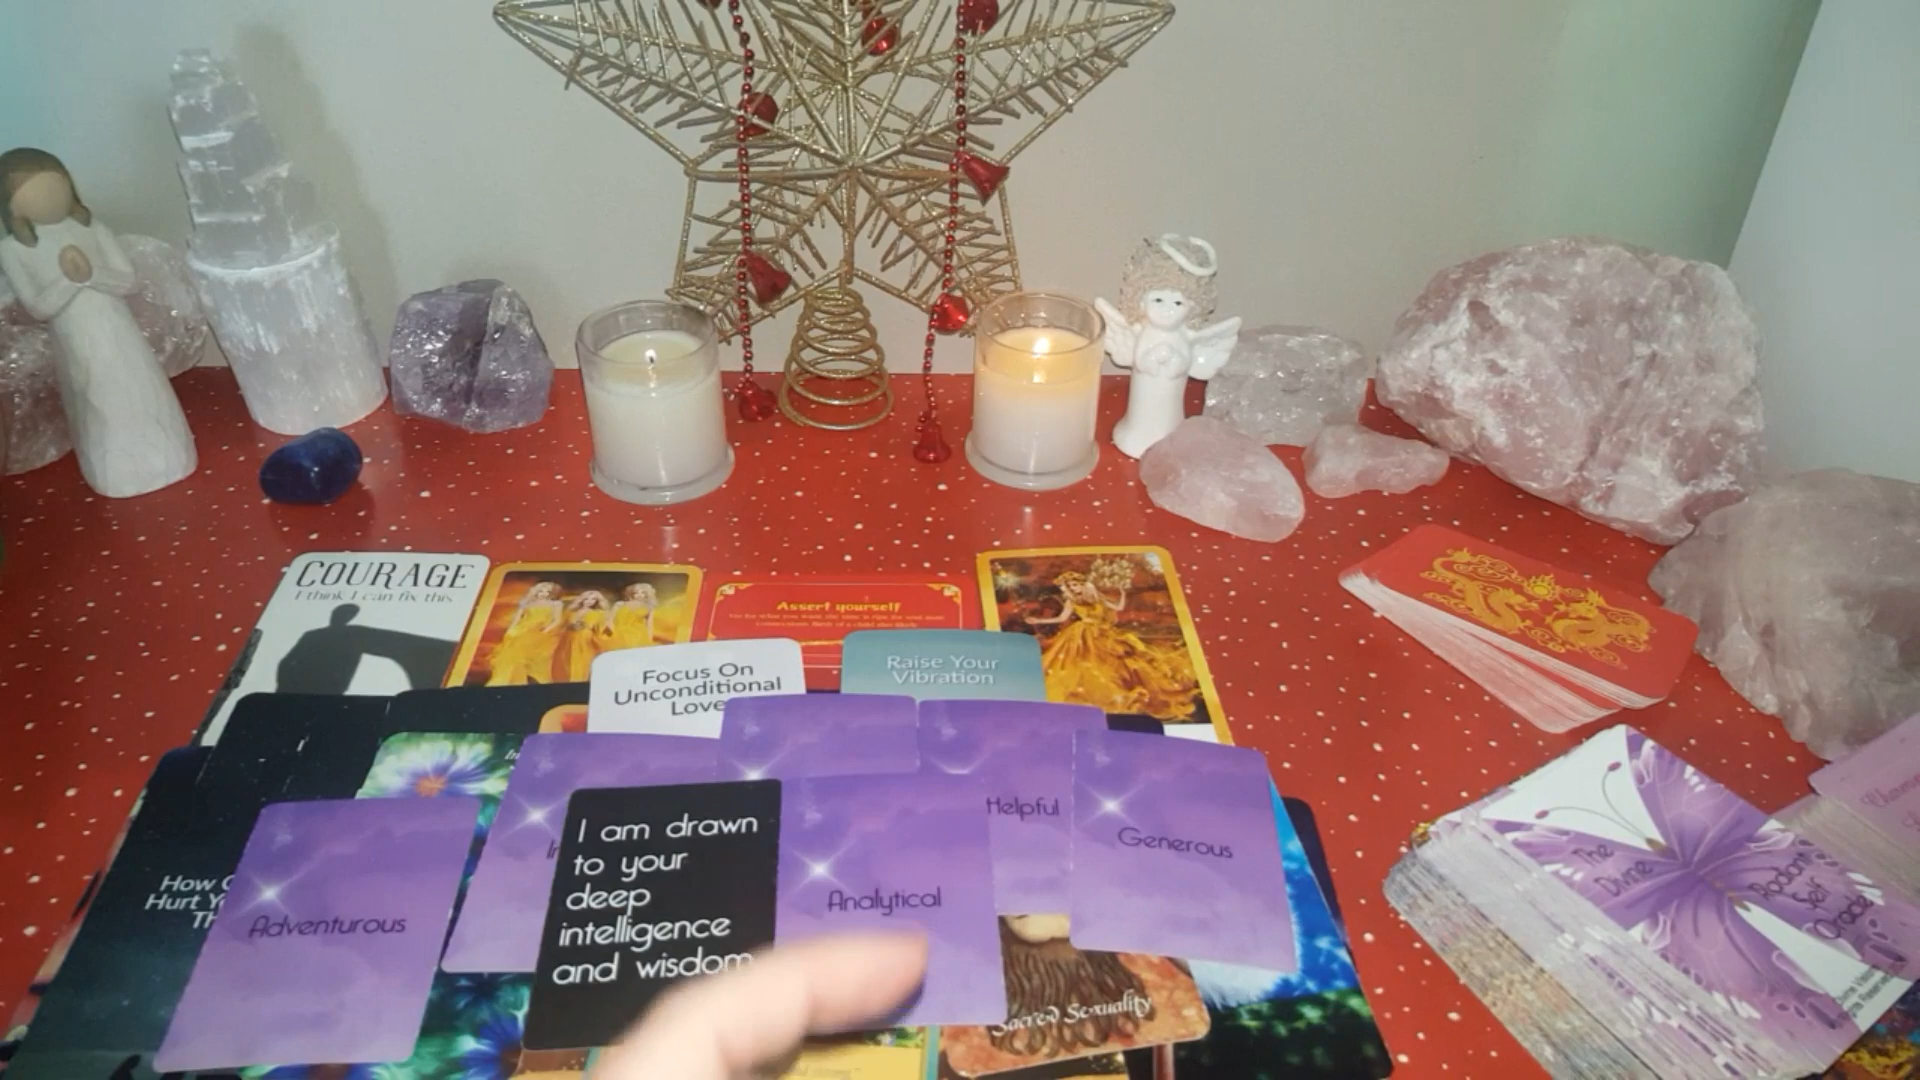 COURAGE
I think I can fix this
Assert yourself
Focus On
Unconditional
Love
Raise Your
Vibration
Helpful
Generous
I am drawn
to your
deep
intelligence
and wisdom
Analytical
Adventurous
How
Hurt
Sacred Sexuality
The
Divine
Radiant
Self
Oracle